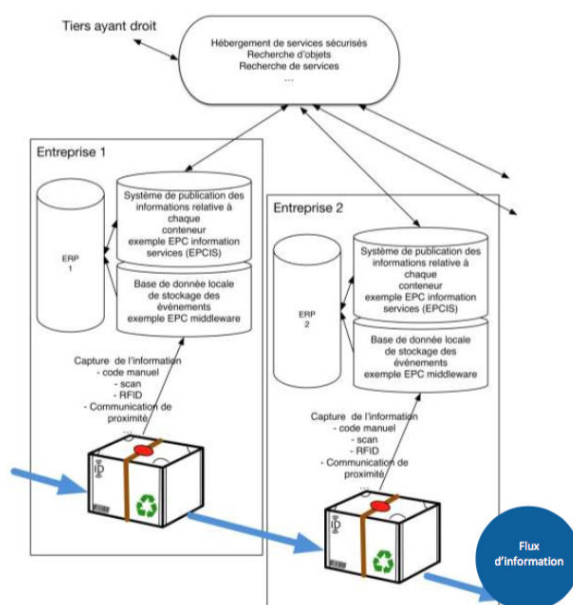 Tiers ayant droit
Hébergement de services sécurisés
Recherche d'objets
Recherche de services
...
Entreprise 1
Système de publication des
informations relative à
chaque
conteneur
exemple EPC information
services (EPCIS)
ERP
1
Base de donnée locale
de stockage des
événements
exemple EPC middleware
Capture de l'information
- code manuel
- scan
- RFID
- Communication de
proximité
...
ID
Entreprise 2
Système de publication des
informations relative à
chaque
conteneur
exemple EPC information
services (EPCIS)
ERP
2
Base de donnée locale
de stockage des
événements
exemple EPC middleware
Capture de l'information
- code manuel
- scan
- RFID
- Communication de
proximité
...
ID
Flux
d'information